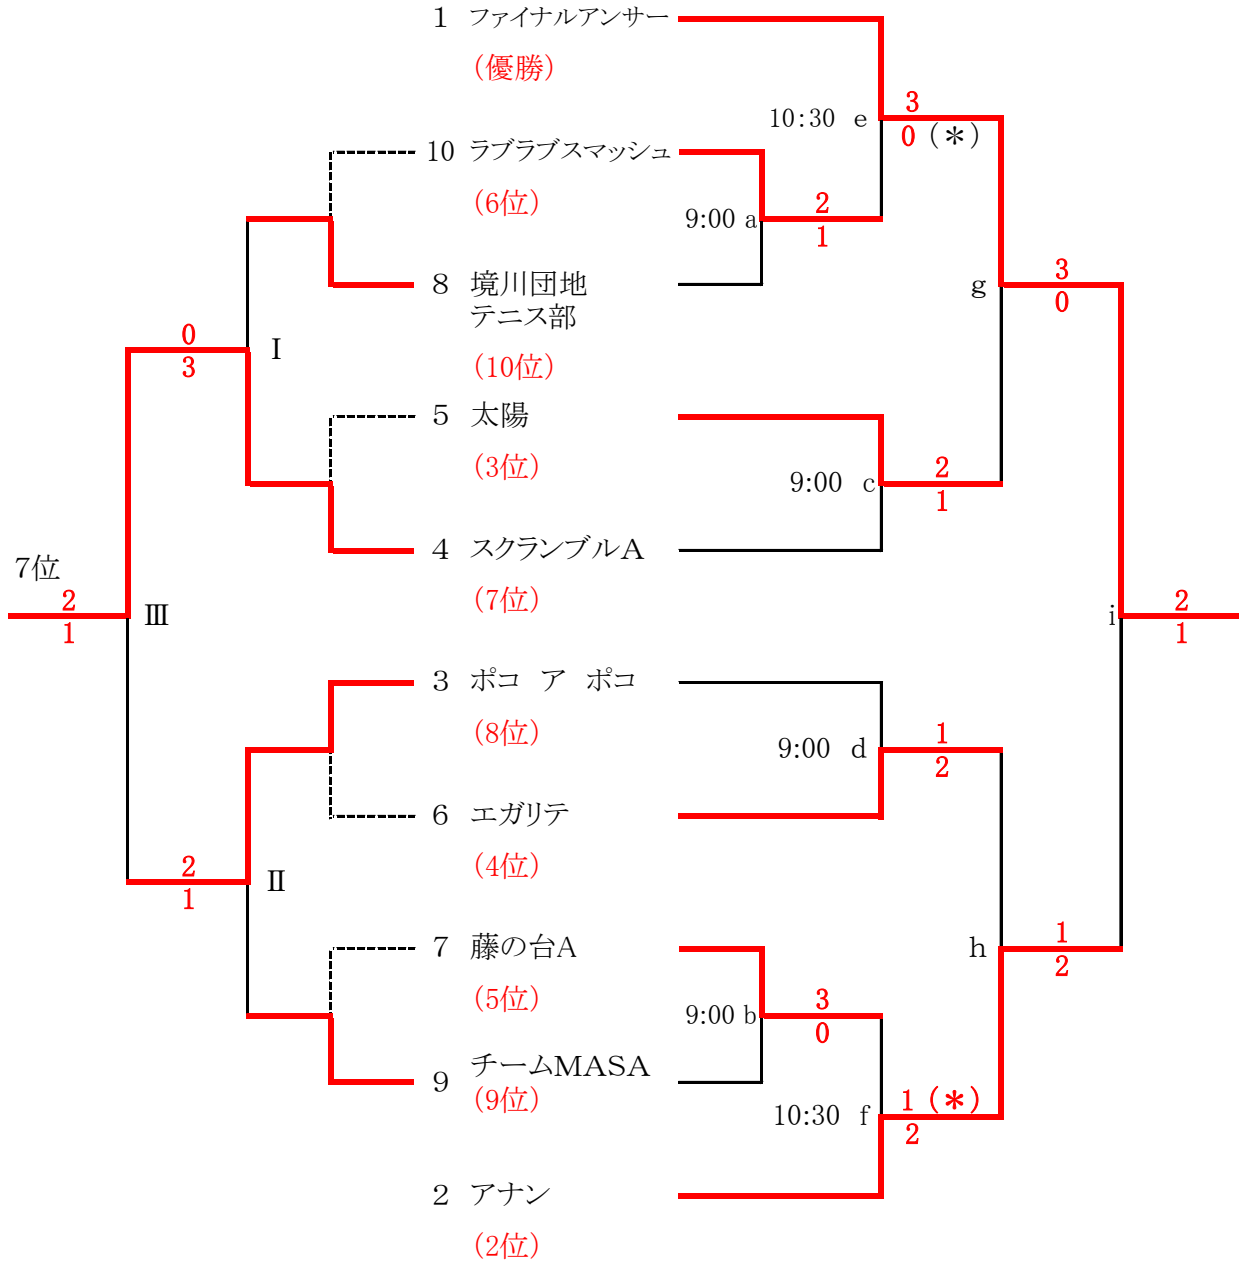 1 ファイナルアンサー
(優勝)
3
10:30 e
0 (＊)
10 ラブラブスマッシュ
(6位)
2
9:00 a
1
8 境川団地
テニス部
3
g
0
0
Ⅰ
3
(10位)
5 太陽
(3位)
2
9:00 c
1
4 スクランブルA
7位
(7位)
2
Ⅲ
1
2
i
1
3 ポコ ア ポコ
(8位)
1
9:00 d
2
6 エガリテ
(4位)
2
Ⅱ
1
7 藤の台A
1
h
2
(5位)
3
9:00 b
0
チームMASA
9
(9位)
1 (＊)
10:30 f
2
2 アナン
(2位)